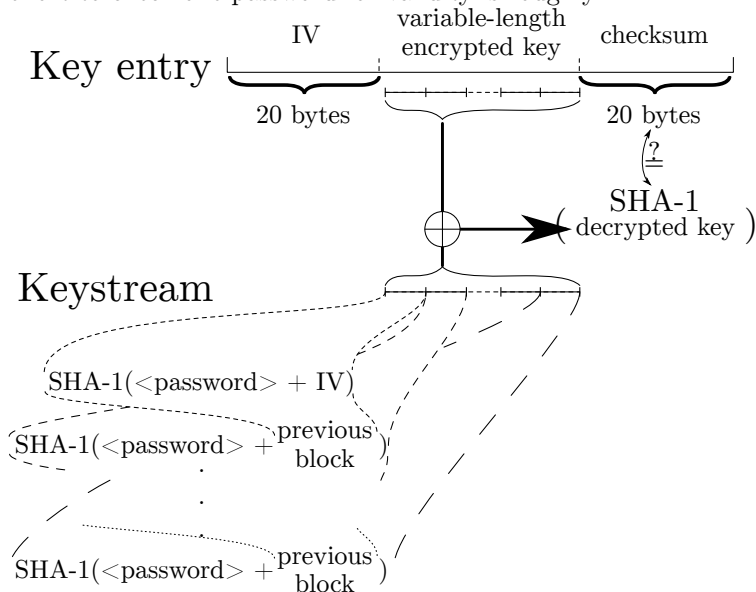 IV
variable-length
encrypted key
checksum
Key entry
20 bytes
20 bytes
?
=
SHA-1
( decrypted key )
Keystream
SHA-1(<password> + IV)
SHA-1(<password> + previous block)
.
.
.
SHA-1(<password> + previous block)